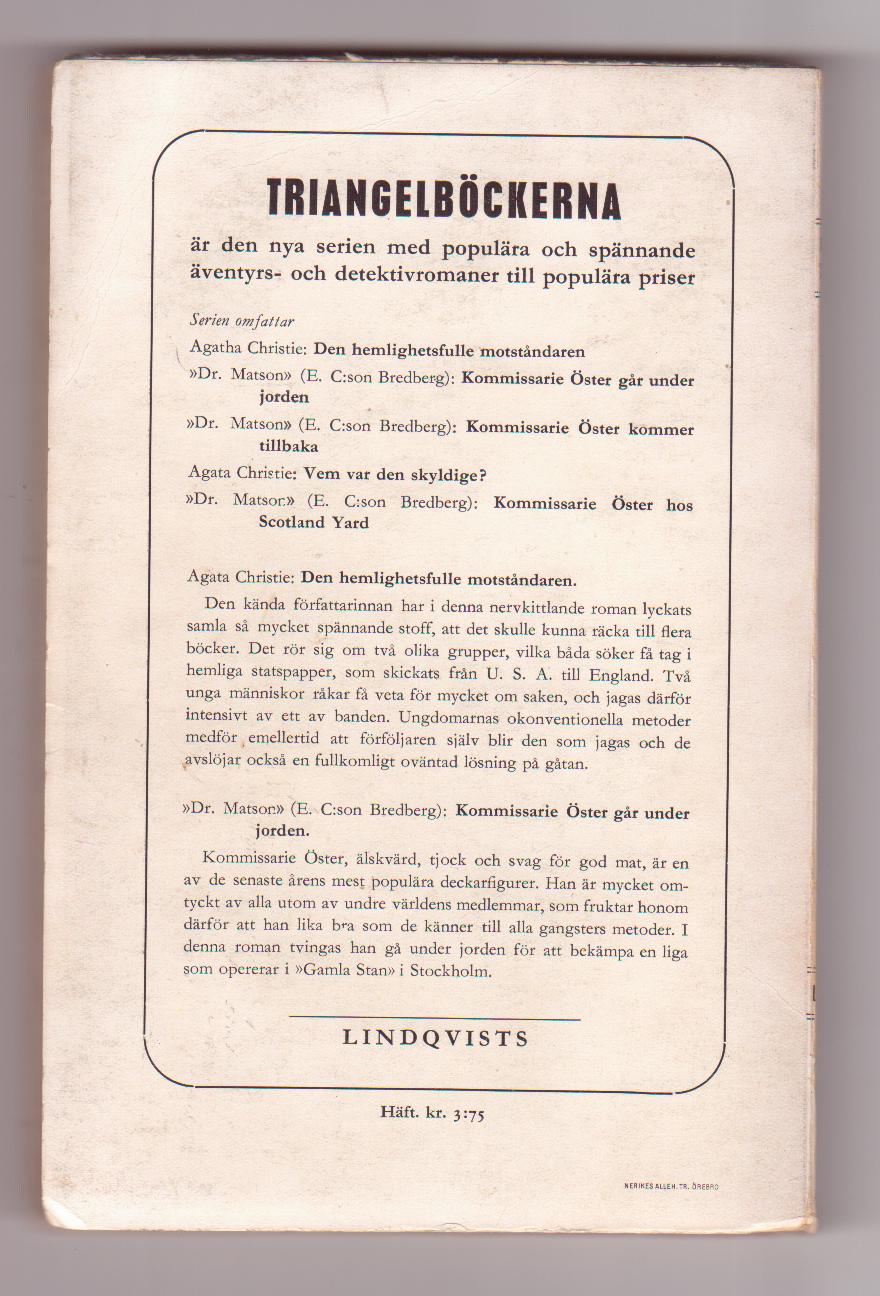 TRIANGELBÖCKERNA
är den nya serien med populära och spännande
äventyrs- och detektivromaner till populära priser
Serien omfattar
Agatha Christie: Den hemlighetsfulle motståndaren
»Dr. Matson» (E. C:son Bredberg): Kommissarie Öster går under
jorden
»Dr. Matson» (E. C:son Bredberg): Kommissarie Öster kommer
tillbaka
Agata Christie: Vem var den skyldige?
»Dr. Matson» (E. C:son Bredberg): Kommissarie Öster hos
Scotland Yard
Agata Christie: Den hemlighetsfulle motståndaren.
Den kända författarinnan har i denna nervkittlande roman lyckats
samla så mycket spännande stoff, att det skulle kunna räcka till flera
böcker. Det rör sig om två olika grupper, vilka båda söker få tag i
hemliga statspapper, som skickats från U. S. A. till England. Två
unga människor råkar få veta för mycket om saken, och jagas därför
intensivt av ett av banden. Ungdomarnas okonventionella metoder
medför emellertid att förföljaren själv blir den som jagas och de
avslöjar också en fullkomligt oväntad lösning på gåtan.
»Dr. Matson» (E. C:son Bredberg): Kommissarie Öster går under
jorden.
Kommissarie Öster, älskvärd, tjock och svag för god mat, är en
av de senaste årens mest populära deckarfigurer. Han är mycket om-
tyckt av alla utom av undre världens medlemmar, som fruktar honom
därför att han lika bra som de känner till alla gangsters metoder. I
denna roman tvingas han gå under jorden för att bekämpa en liga
som opererar i »Gamla Stan» i Stockholm.
LINDQVISTS
Häft. kr. 3:75
NERIKES ALLEH. TR. ÖREBRO